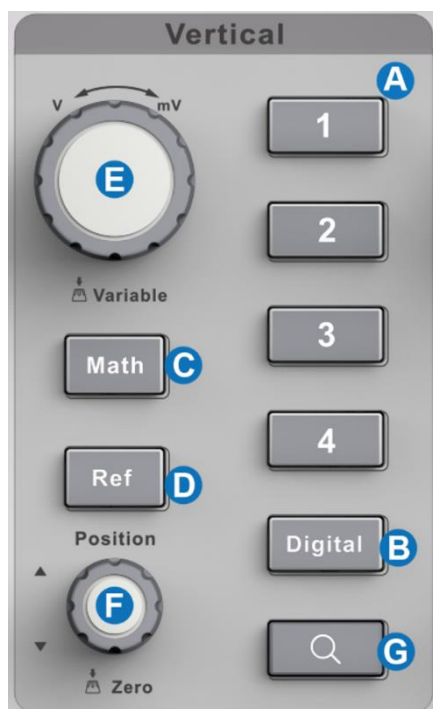 Vertical
A
V
mV
1
E
2
Variable
3
Math
C
4
Ref
D
Position
Digital
B
F
G
Zero